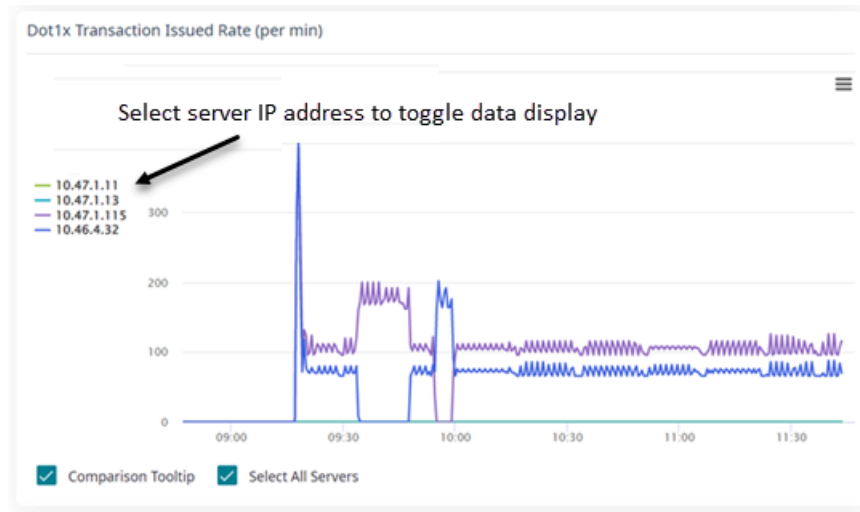 Dot1x Transaction Issued Rate (per min)
Select server IP address to toggle data display
10.47.1.11
10.47.1.13
10.47.1.115
10.46.4.32
300
200
100
0
09:00 09:30 10:00 10:30 11:00 11:30
Comparison Tooltip Select All Servers